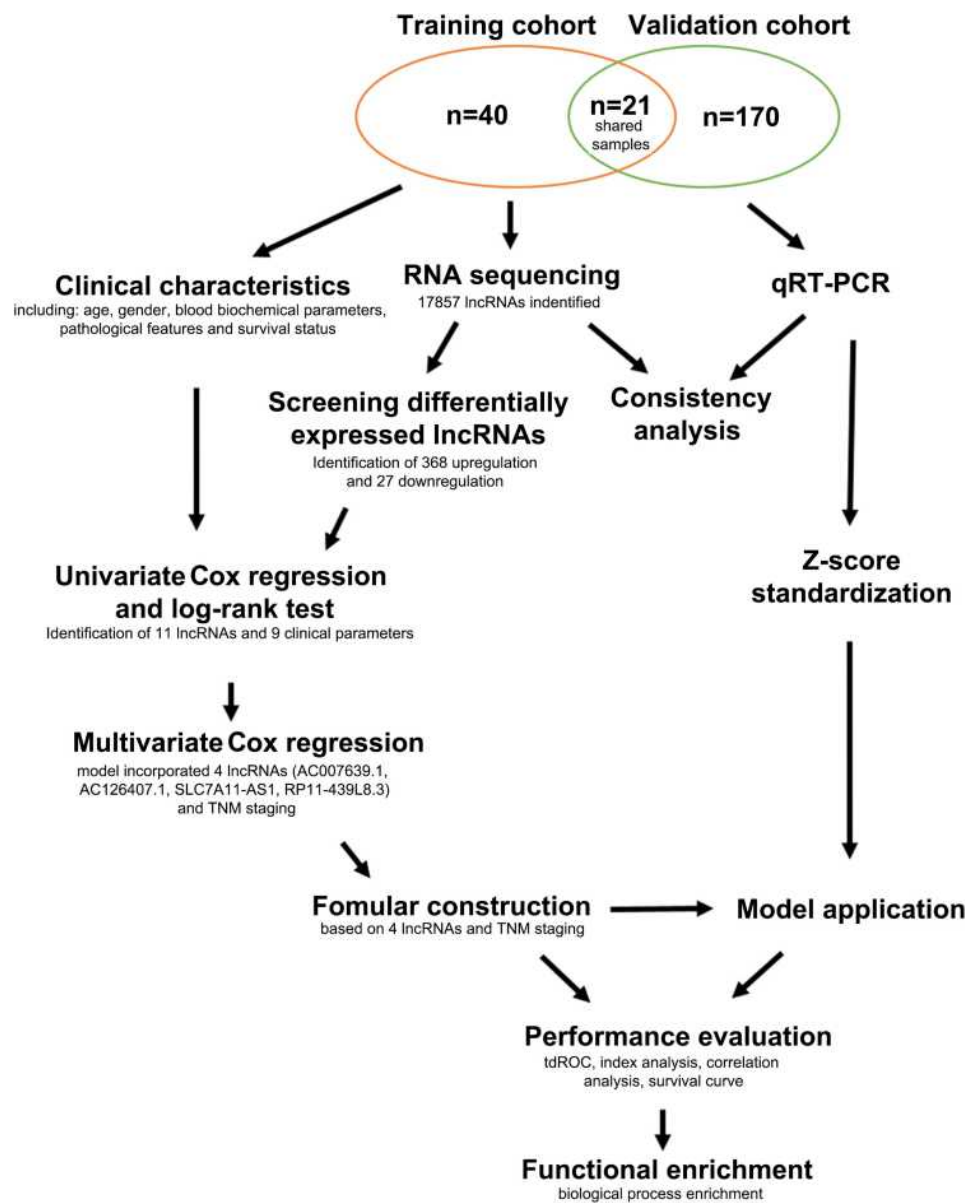 Training cohort
Validation cohort
n=40
n=21
shared
samples
n=170
Clinical characteristics
including: age, gender, blood biochemical parameters,
pathological features and survival status
RNA sequencing
17857 lncRNAs indentified
qRT-PCR
Screening differentially
expressed lncRNAs
Identification of 368 upregulation
and 27 downregulation
Consistency
analysis
Univariate Cox regression
and log-rank test
Identification of 11 lncRNAs and 9 clinical parameters
Z-score
standardization
Multivariate Cox regression
model incorporated 4 lncRNAs (AC007639.1,
AC126407.1, SLC7A11-AS1, RP11-439L8.3)
and TNM staging
Fomular construction
based on 4 lncRNAs and TNM staging
Model application
Performance evaluation
tdROC, index analysis, correlation
analysis, survival curve
Functional enrichment
biological process enrichment